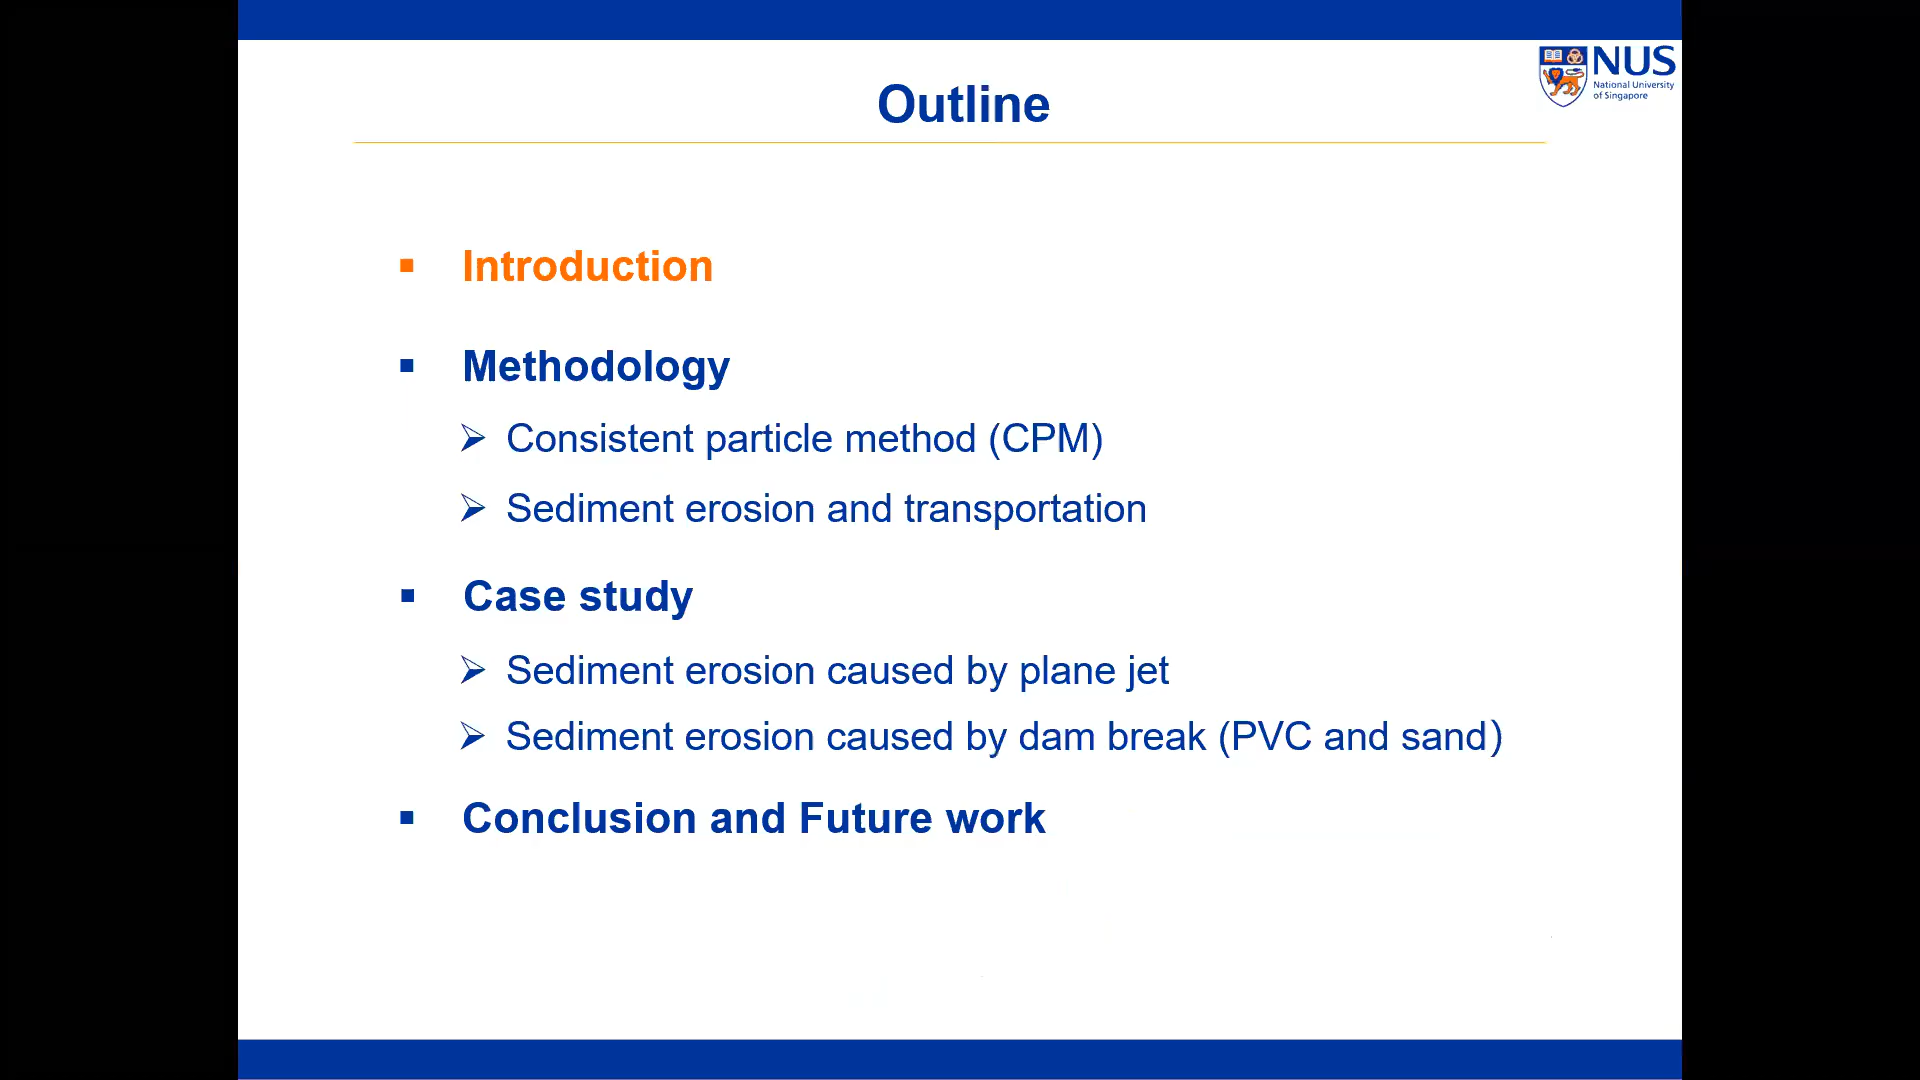 NUS
National University
of Singapore
Outline
Introduction
Methodology
Consistent particle method (CPM)
Sediment erosion and transportation
Case study
Sediment erosion caused by plane jet
Sediment erosion caused by dam break (PVC and sand)
Conclusion and Future work